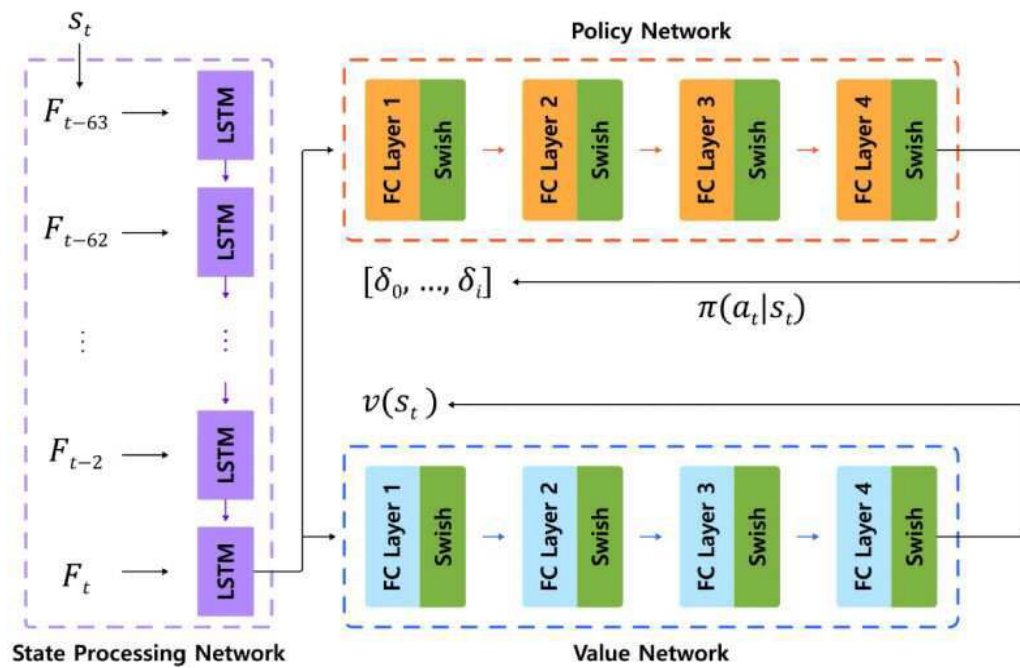 s_t
F_{t-63}
LSTM
F_{t-62}
LSTM
⋮
⋮
F_{t-2}
LSTM
F_t
LSTM
State Processing Network
Policy Network
FC Layer 1
Swish
FC Layer 2
Swish
FC Layer 3
Swish
FC Layer 4
Swish
[δ_0, ..., δ_i]
π(a_t|s_t)
v(s_t)
FC Layer 1
Swish
FC Layer 2
Swish
FC Layer 3
Swish
FC Layer 4
Swish
Value Network